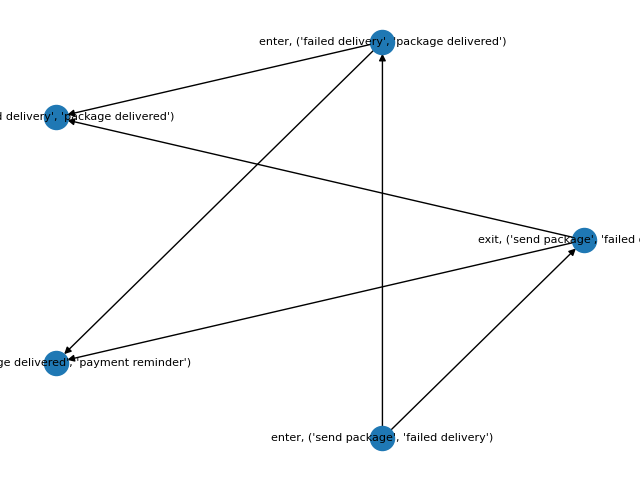 enter, ('failed delivery', 'package delivered')
d delivery', 'package delivered')
exit, ('send package', 'failed
ge delivered', 'payment reminder')
enter, ('send package', 'failed delivery')